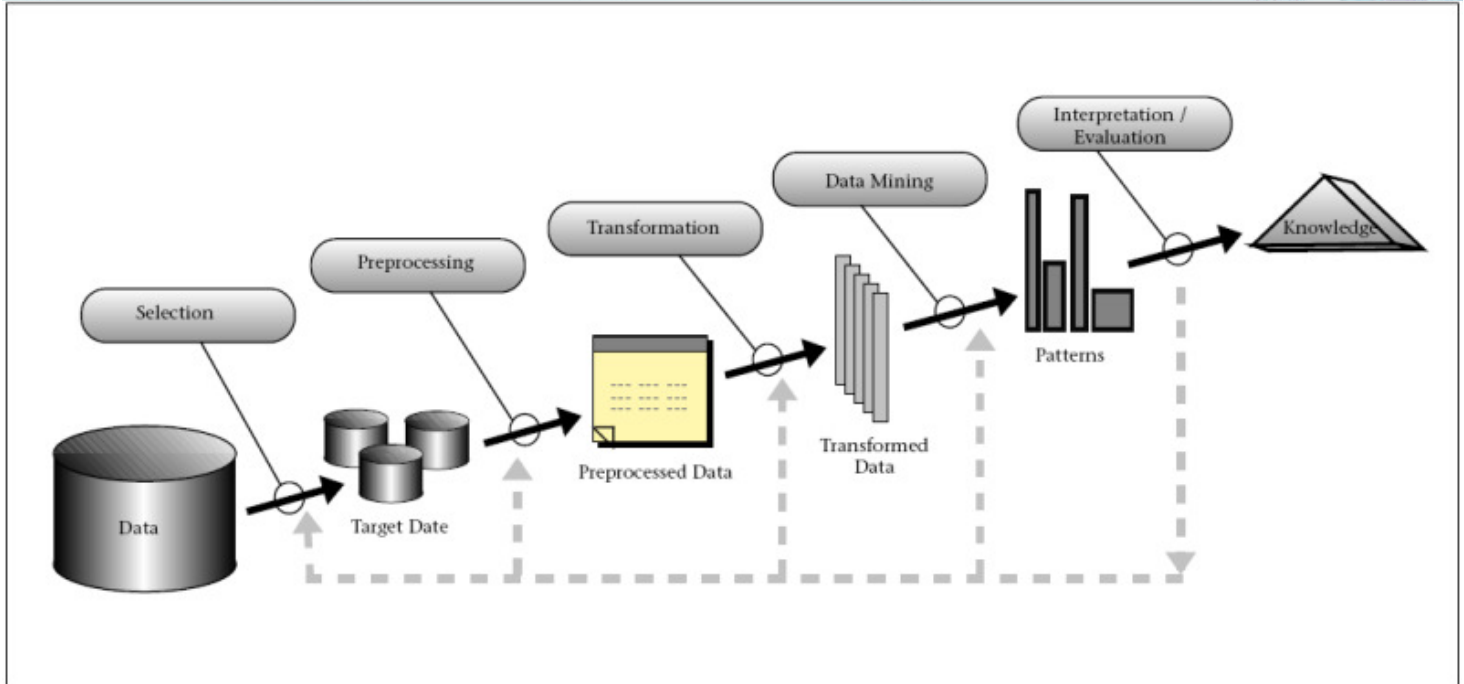 Interpretation /
Evaluation
Data Mining
Knowledge
Transformation
Preprocessing
Selection
Patterns
Transformed
Data
Preprocessed Data
Target Date
Data